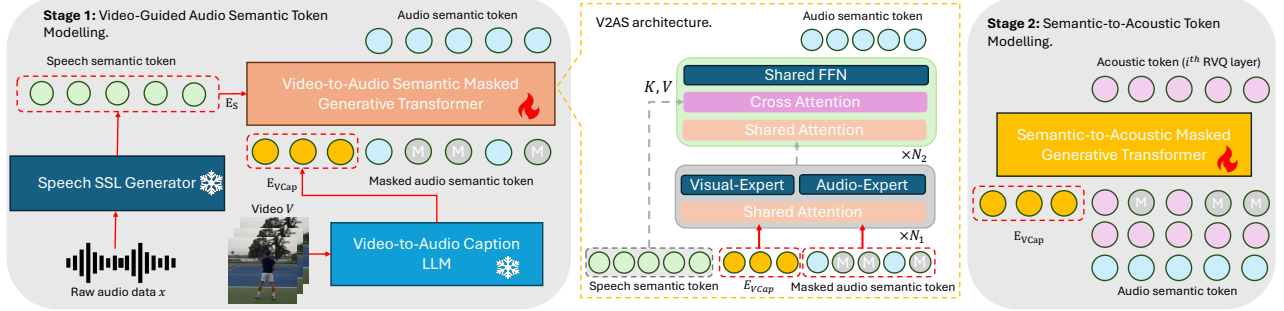 Stage 1: Video-Guided Audio Semantic Token
Modelling.
Audio semantic token
Speech semantic token
E_S
Video-to-Audio Semantic Masked
Generative Transformer
M M M
E_VCap
Masked audio semantic token
Speech SSL Generator
Video V
Video-to-Audio Caption
LLM
Raw audio data x
V2AS architecture.
Audio semantic token
K, V
Shared FFN
Cross Attention
Shared Attention
×N_2
Visual-Expert
Audio-Expert
Shared Attention
×N_1
M M M
Speech semantic token
E_VCap
Masked audio semantic token
Stage 2: Semantic-to-Acoustic Token
Modelling.
Acoustic token (i^th RVQ layer)
Semantic-to-Acoustic Masked
Generative Transformer
M M M
E_VCap
Audio semantic token